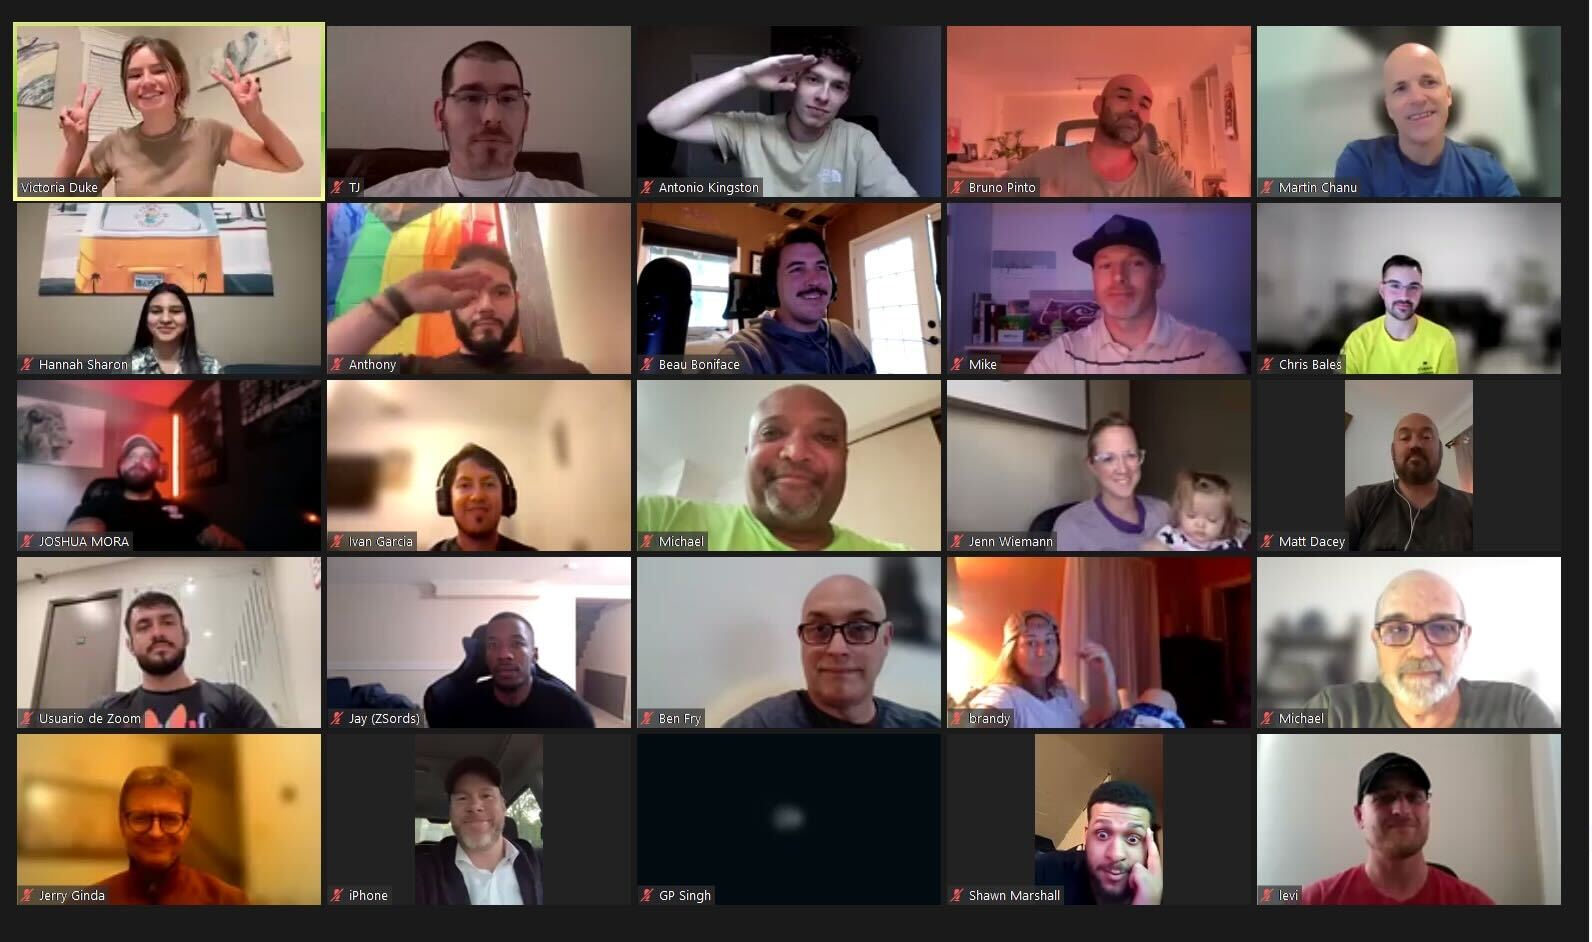 Victoria Duke
TJ
Antonio Kingston
Bruno Pinto
Martin Chanu
Hannah Sharon
Anthony
Beau Boniface
Mike
Chris Bales
JOSHUA MORA
Ivan Garcia
Michael
Jenn Wiemann
Matt Dacey
Usuario de Zoom
Jay (ZSords)
Ben Fry
brandy
Michael
Jerry Ginda
iPhone
GP Singh
Shawn Marshall
levi